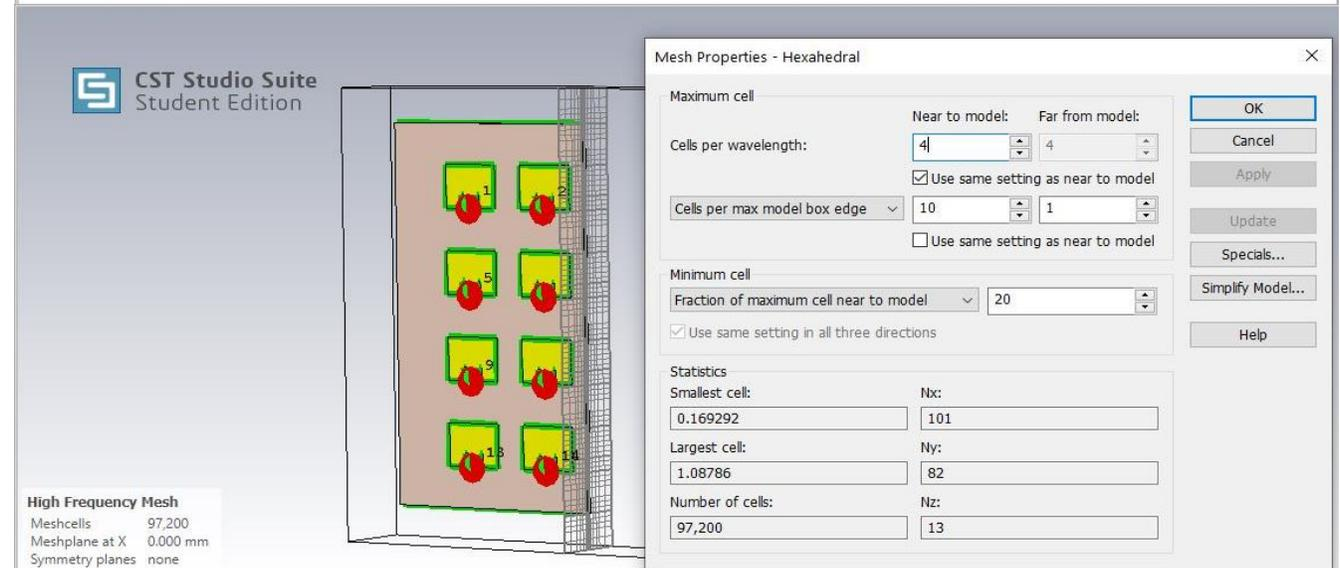 CST Studio Suite
Student Edition
1
2
5
9
13
14
High Frequency Mesh
Meshcells 97,200
Meshplane at X 0.000 mm
Symmetry planes none
Mesh Properties - Hexahedral
Maximum cell
Near to model: Far from model:
Cells per wavelength: 4 4
Use same setting as near to model
Cells per max model box edge 10 1
Use same setting as near to model
Minimum cell
Fraction of maximum cell near to model 20
Use same setting in all three directions
Statistics
Smallest cell: Nx:
0.169292 101
Largest cell: Ny:
1.08786 82
Number of cells: Nz:
97,200 13
OK
Cancel
Apply
Update
Specials...
Simplify Model...
Help